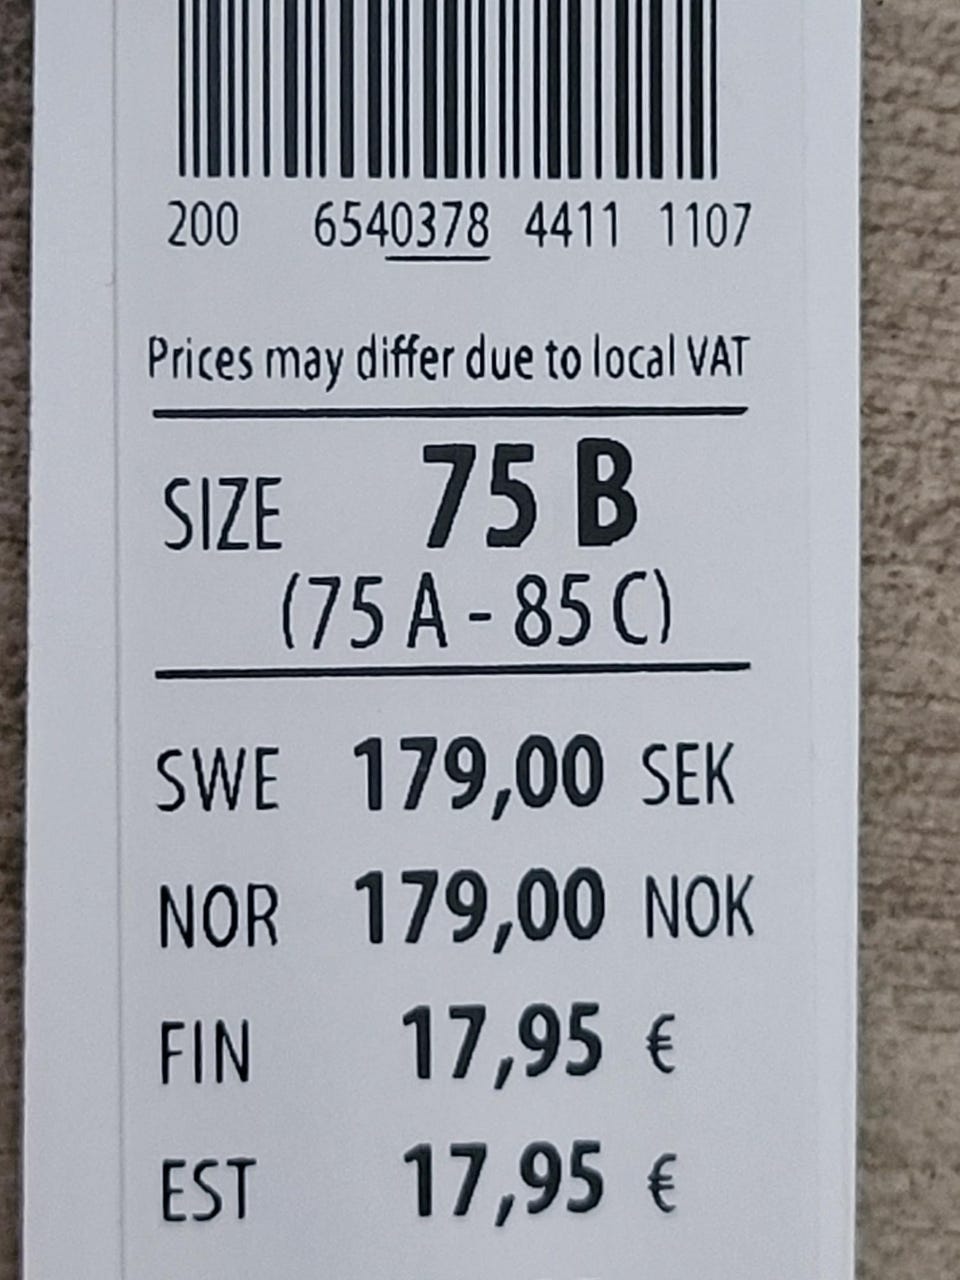 200 6540378 4411 1107
Prices may differ due to local VAT
SIZE 75 B
(75 A - 85 C)
SWE 179,00 SEK
NOR 179,00 NOK
FIN 17,95 €
EST 17,95 €